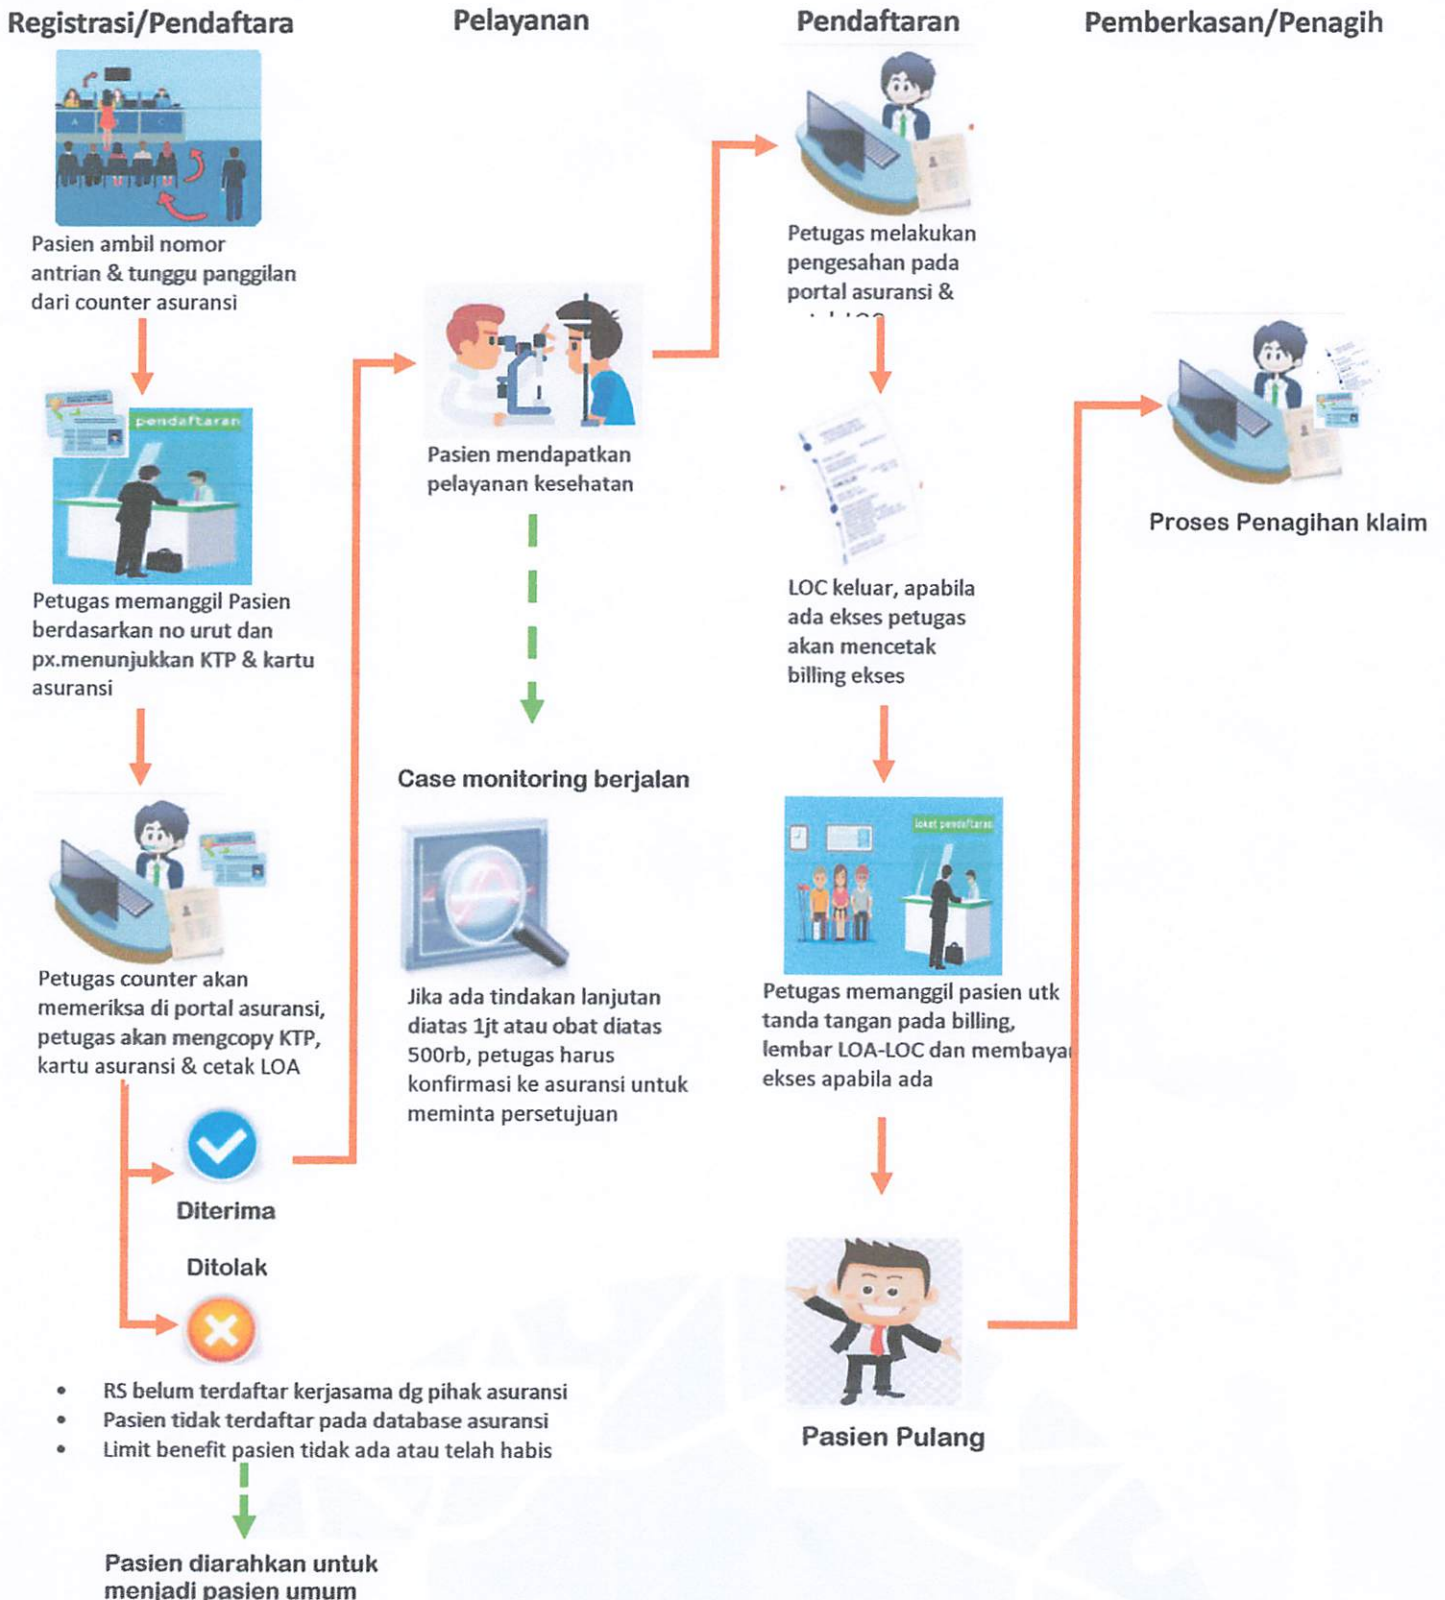 Registrasi/Pendaftara
Pasien ambil nomor
antrian & tunggu panggilan
dari counter asuransi
pendaftaran
Petugas memanggil Pasien
berdasarkan no urut dan
px.menunjukkan KTP & kartu
asuransi
Petugas counter akan
memeriksa di portal asuransi,
petugas akan mengcopy KTP,
kartu asuransi & cetak LOA
Diterima
Ditolak
• RS belum terdaftar kerjasama dg pihak asuransi
• Pasien tidak terdaftar pada database asuransi
• Limit benefit pasien tidak ada atau telah habis
Pasien diarahkan untuk
menjadi pasien umum
Pelayanan
Pasien mendapatkan
pelayanan kesehatan
Case monitoring berjalan
Jika ada tindakan lanjutan
diatas 1jt atau obat diatas
500rb, petugas harus
konfirmasi ke asuransi untuk
meminta persetujuan
Pendaftaran
Petugas melakukan
pengesahan pada
portal asuransi &
LOC keluar, apabila
ada ekses petugas
akan mencetak
billing ekses
loket pendaftaran
Petugas memanggil pasien utk
tanda tangan pada billing,
lembar LOA-LOC dan membaya
ekses apabila ada
Pasien Pulang
Pemberkasan/Penagih
Proses Penagihan klaim